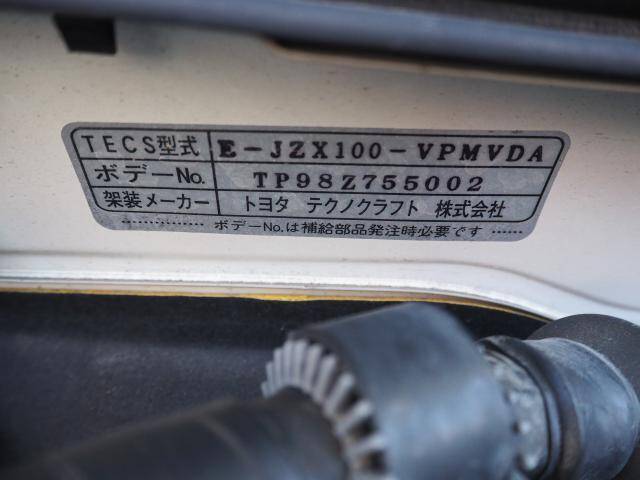 TECS型式 E-JZX100-VPMVDA
ボデーNo. TP98Z755002
架装メーカー トヨタ テクノクラフト 株式会社
…………… ボデーNo.は補給部品発注時必要です ……